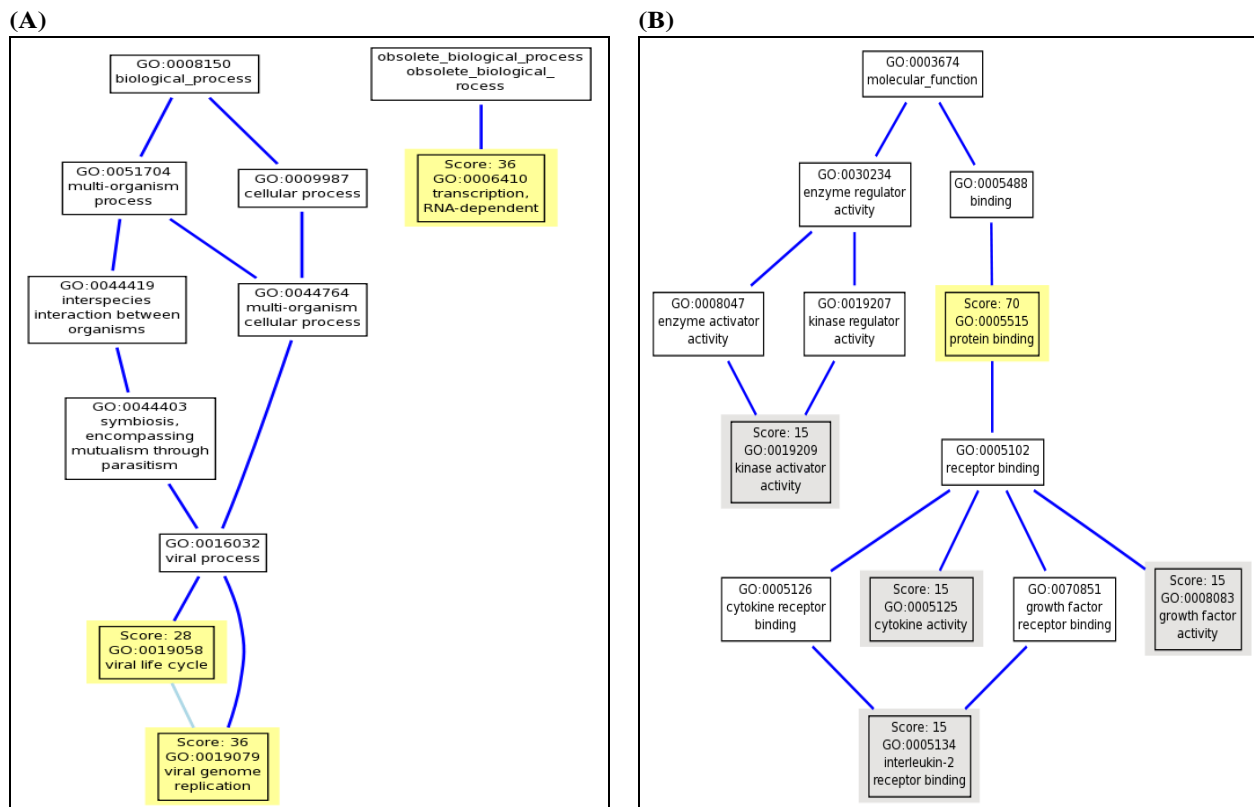 (A)
GO:0008150
biological_process
obsolete_biological_process
obsolete_biological_
rocess
GO:0051704
multi-organism
process
GO:0009987
cellular process
Score: 36
GO:0006410
transcription,
RNA-dependent
GO:0044419
interspecies
interaction between
organisms
GO:0044764
multi-organism
cellular process
GO:0044403
symbiosis,
encompassing
mutualism through
parasitism
GO:0016032
viral process
Score: 28
GO:0019058
viral life cycle
Score: 36
GO:0019079
viral genome
replication
(B)
GO:0003674
molecular_function
GO:0030234
enzyme regulator
activity
GO:0005488
binding
GO:0008047
enzyme activator
activity
GO:0019207
kinase regulator
activity
Score: 70
GO:0005515
protein binding
Score: 15
GO:0019209
kinase activator
activity
GO:0005102
receptor binding
GO:0005126
cytokine receptor
binding
Score: 15
GO:0005125
cytokine activity
GO:0070851
growth factor
receptor binding
Score: 15
GO:0008083
growth factor
activity
Score: 15
GO:0005134
interleukin-2
receptor binding